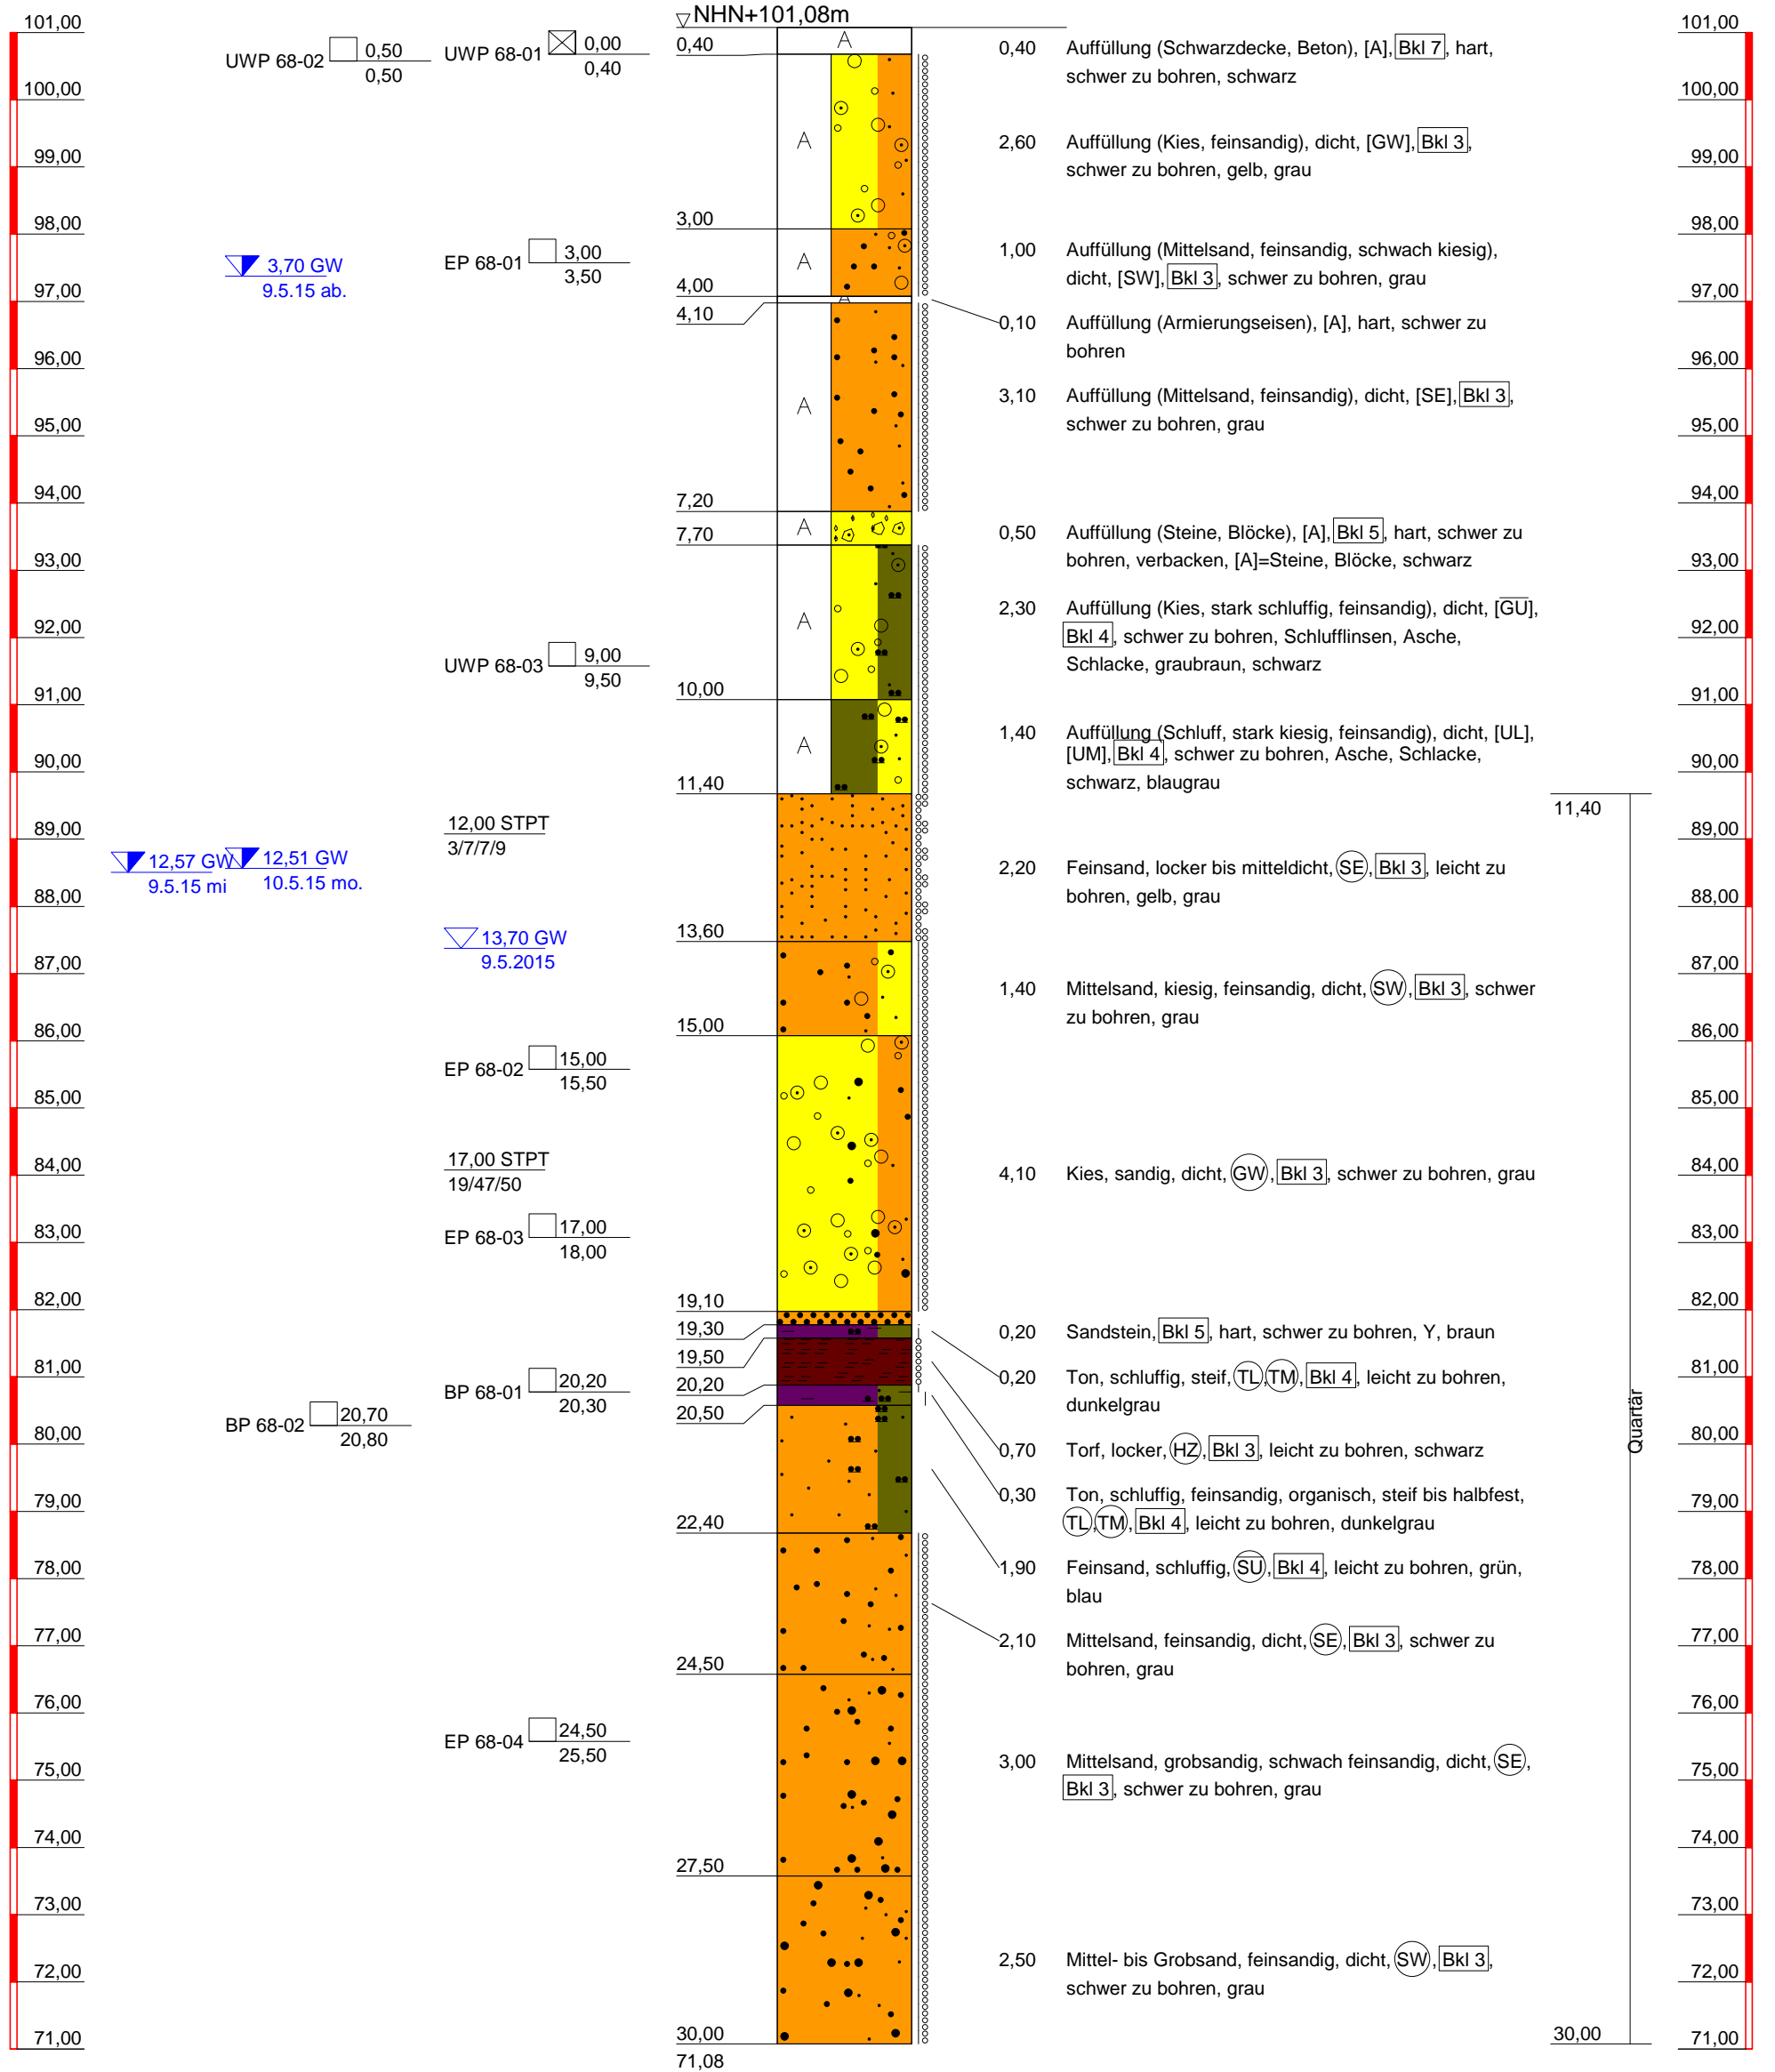 NHN+101,08m
101,00
100,00
99,00
98,00
97,00
96,00
95,00
94,00
93,00
92,00
91,00
90,00
89,00
88,00
87,00
86,00
85,00
84,00
83,00
82,00
81,00
80,00
79,00
78,00
77,00
76,00
75,00
74,00
73,00
72,00
71,00
UWP 68-02 0,50
0,50
UWP 68-01 0,00
0,40
EP 68-01 3,00
3,50
3,70 GW
9.5.15 ab.
UWP 68-03 9,00
9,50
12,00 STPT
3/7/7/9
12,57 GW
9.5.15 mi
12,51 GW
10.5.15 mo.
13,70 GW
9.5.2015
EP 68-02 15,00
15,50
17,00 STPT
19/47/50
EP 68-03 17,00
18,00
BP 68-01 20,20
20,30
BP 68-02 20,70
20,80
EP 68-04 24,50
25,50
0,40
3,00
4,00
4,10
7,20
7,70
10,00
11,40
13,60
15,00
19,10
19,30
19,50
20,20
20,50
22,40
24,50
27,50
30,00
71,08
A
A
A
A
A
A
A
A
0,40 Auffüllung (Schwarzdecke, Beton), [A], Bkl 7, hart,
schwer zu bohren, schwarz
2,60 Auffüllung (Kies, feinsandig), dicht, [GW], Bkl 3,
schwer zu bohren, gelb, grau
1,00 Auffüllung (Mittelsand, feinsandig, schwach kiesig),
dicht, [SW], Bkl 3, schwer zu bohren, grau
0,10 Auffüllung (Armierungseisen), [A], hart, schwer zu
bohren
3,10 Auffüllung (Mittelsand, feinsandig), dicht, [SE], Bkl 3,
schwer zu bohren, grau
0,50 Auffüllung (Steine, Blöcke), [A], Bkl 5, hart, schwer zu
bohren, verbacken, [A]=Steine, Blöcke, schwarz
2,30 Auffüllung (Kies, stark schluffig, feinsandig), dicht, [G̅U̅],
Bkl 4, schwer zu bohren, Schlufflinsen, Asche,
Schlacke, graubraun, schwarz
1,40 Auffüllung (Schluff, stark kiesig, feinsandig), dicht, [UL],
[UM], Bkl 4, schwer zu bohren, Asche, Schlacke,
schwarz, blaugrau
2,20 Feinsand, locker bis mitteldicht, SE, Bkl 3, leicht zu
bohren, gelb, grau
1,40 Mittelsand, kiesig, feinsandig, dicht, SW, Bkl 3, schwer
zu bohren, grau
4,10 Kies, sandig, dicht, GW, Bkl 3, schwer zu bohren, grau
0,20 Sandstein, Bkl 5, hart, schwer zu bohren, Y, braun
0,20 Ton, schluffig, steif, TL, TM, Bkl 4, leicht zu bohren,
dunkelgrau
0,70 Torf, locker, HZ, Bkl 3, leicht zu bohren, schwarz
0,30 Ton, schluffig, feinsandig, organisch, steif bis halbfest,
TL, TM, Bkl 4, leicht zu bohren, dunkelgrau
1,90 Feinsand, schluffig, S̅U̅, Bkl 4, leicht zu bohren, grün,
blau
2,10 Mittelsand, feinsandig, dicht, SE, Bkl 3, schwer zu
bohren, grau
3,00 Mittelsand, grobsandig, schwach feinsandig, dicht, SE,
Bkl 3, schwer zu bohren, grau
2,50 Mittel- bis Grobsand, feinsandig, dicht, SW, Bkl 3,
schwer zu bohren, grau
11,40
Quartär
30,00
101,00
100,00
99,00
98,00
97,00
96,00
95,00
94,00
93,00
92,00
91,00
90,00
89,00
88,00
87,00
86,00
85,00
84,00
83,00
82,00
81,00
80,00
79,00
78,00
77,00
76,00
75,00
74,00
73,00
72,00
71,00